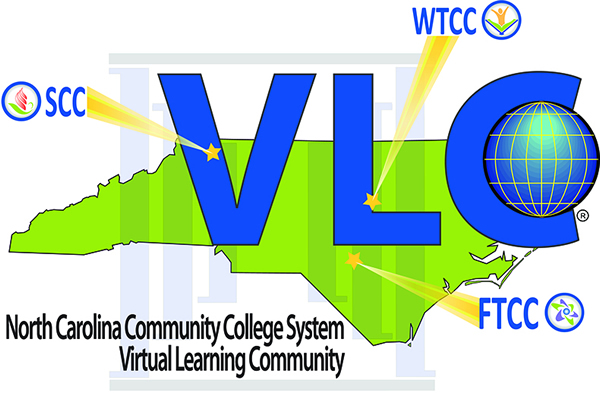 WTCC
SCC
VLC
®
FTCC
North Carolina Community College System
Virtual Learning Community